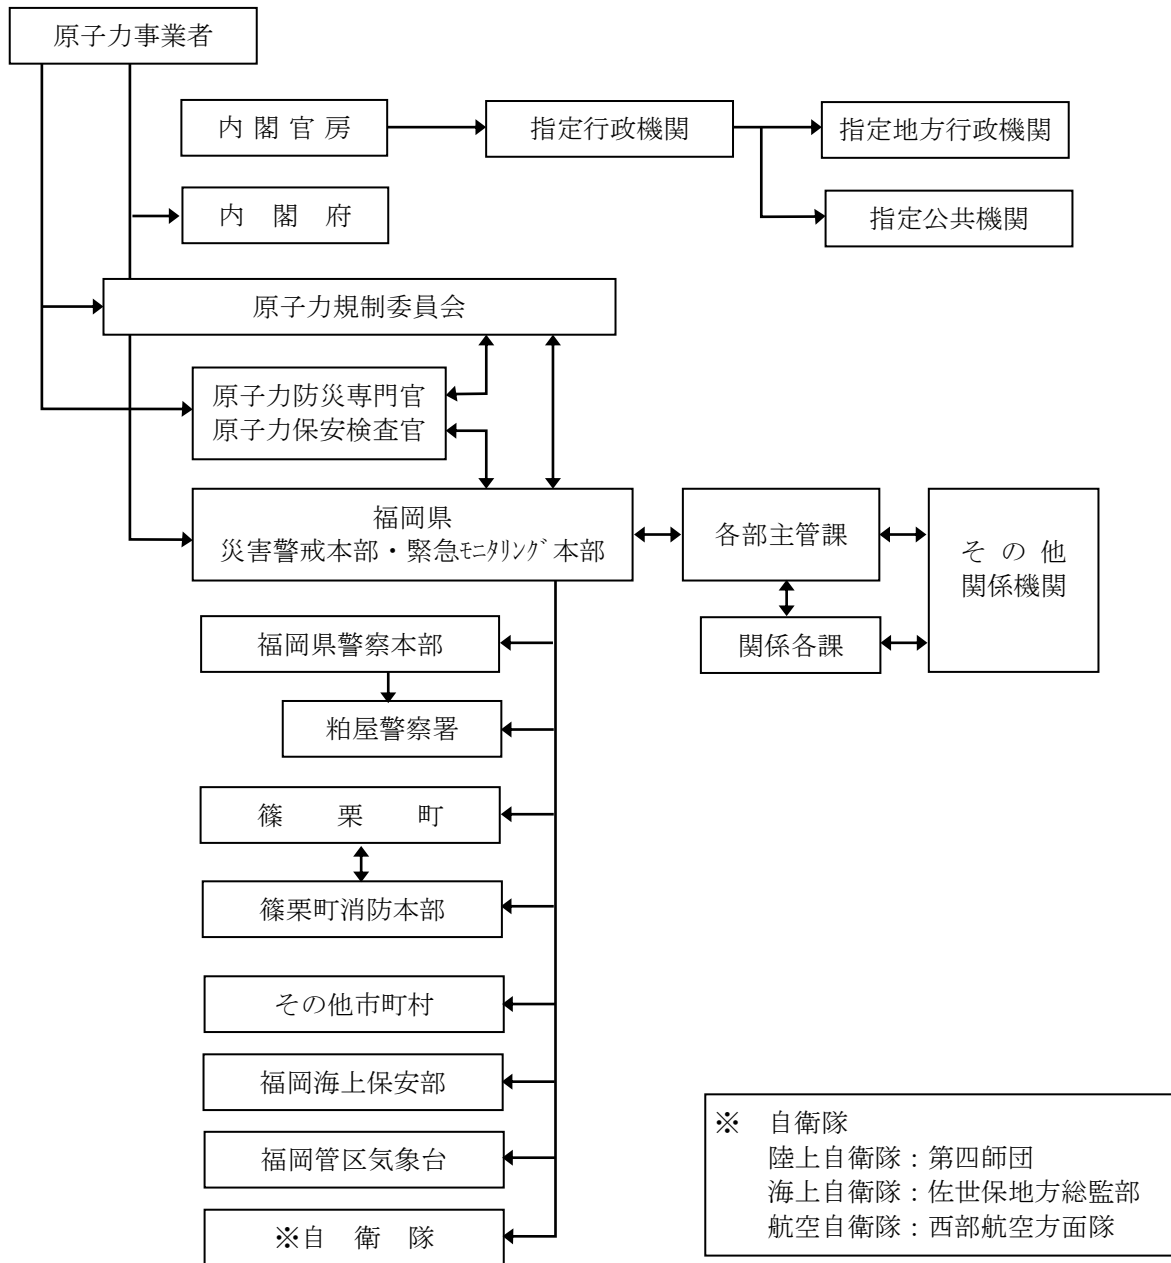 原子力事業者
内 閣 官 房
指定行政機関
指定地方行政機関
内　閣　府
指定公共機関
原子力規制委員会
原子力防災専門官
原子力保安検査官
福岡県
災害警戒本部・緊急ﾓﾆﾀﾘﾝｸﾞ本部
各部主管課
そ の 他
関係機関
福岡県警察本部
関係各課
粕屋警察署
篠　栗　町
篠栗町消防本部
その他市町村
福岡海上保安部
福岡管区気象台
※自　衛　隊
※　自衛隊
陸上自衛隊：第四師団
海上自衛隊：佐世保地方総監部
航空自衛隊：西部航空方面隊